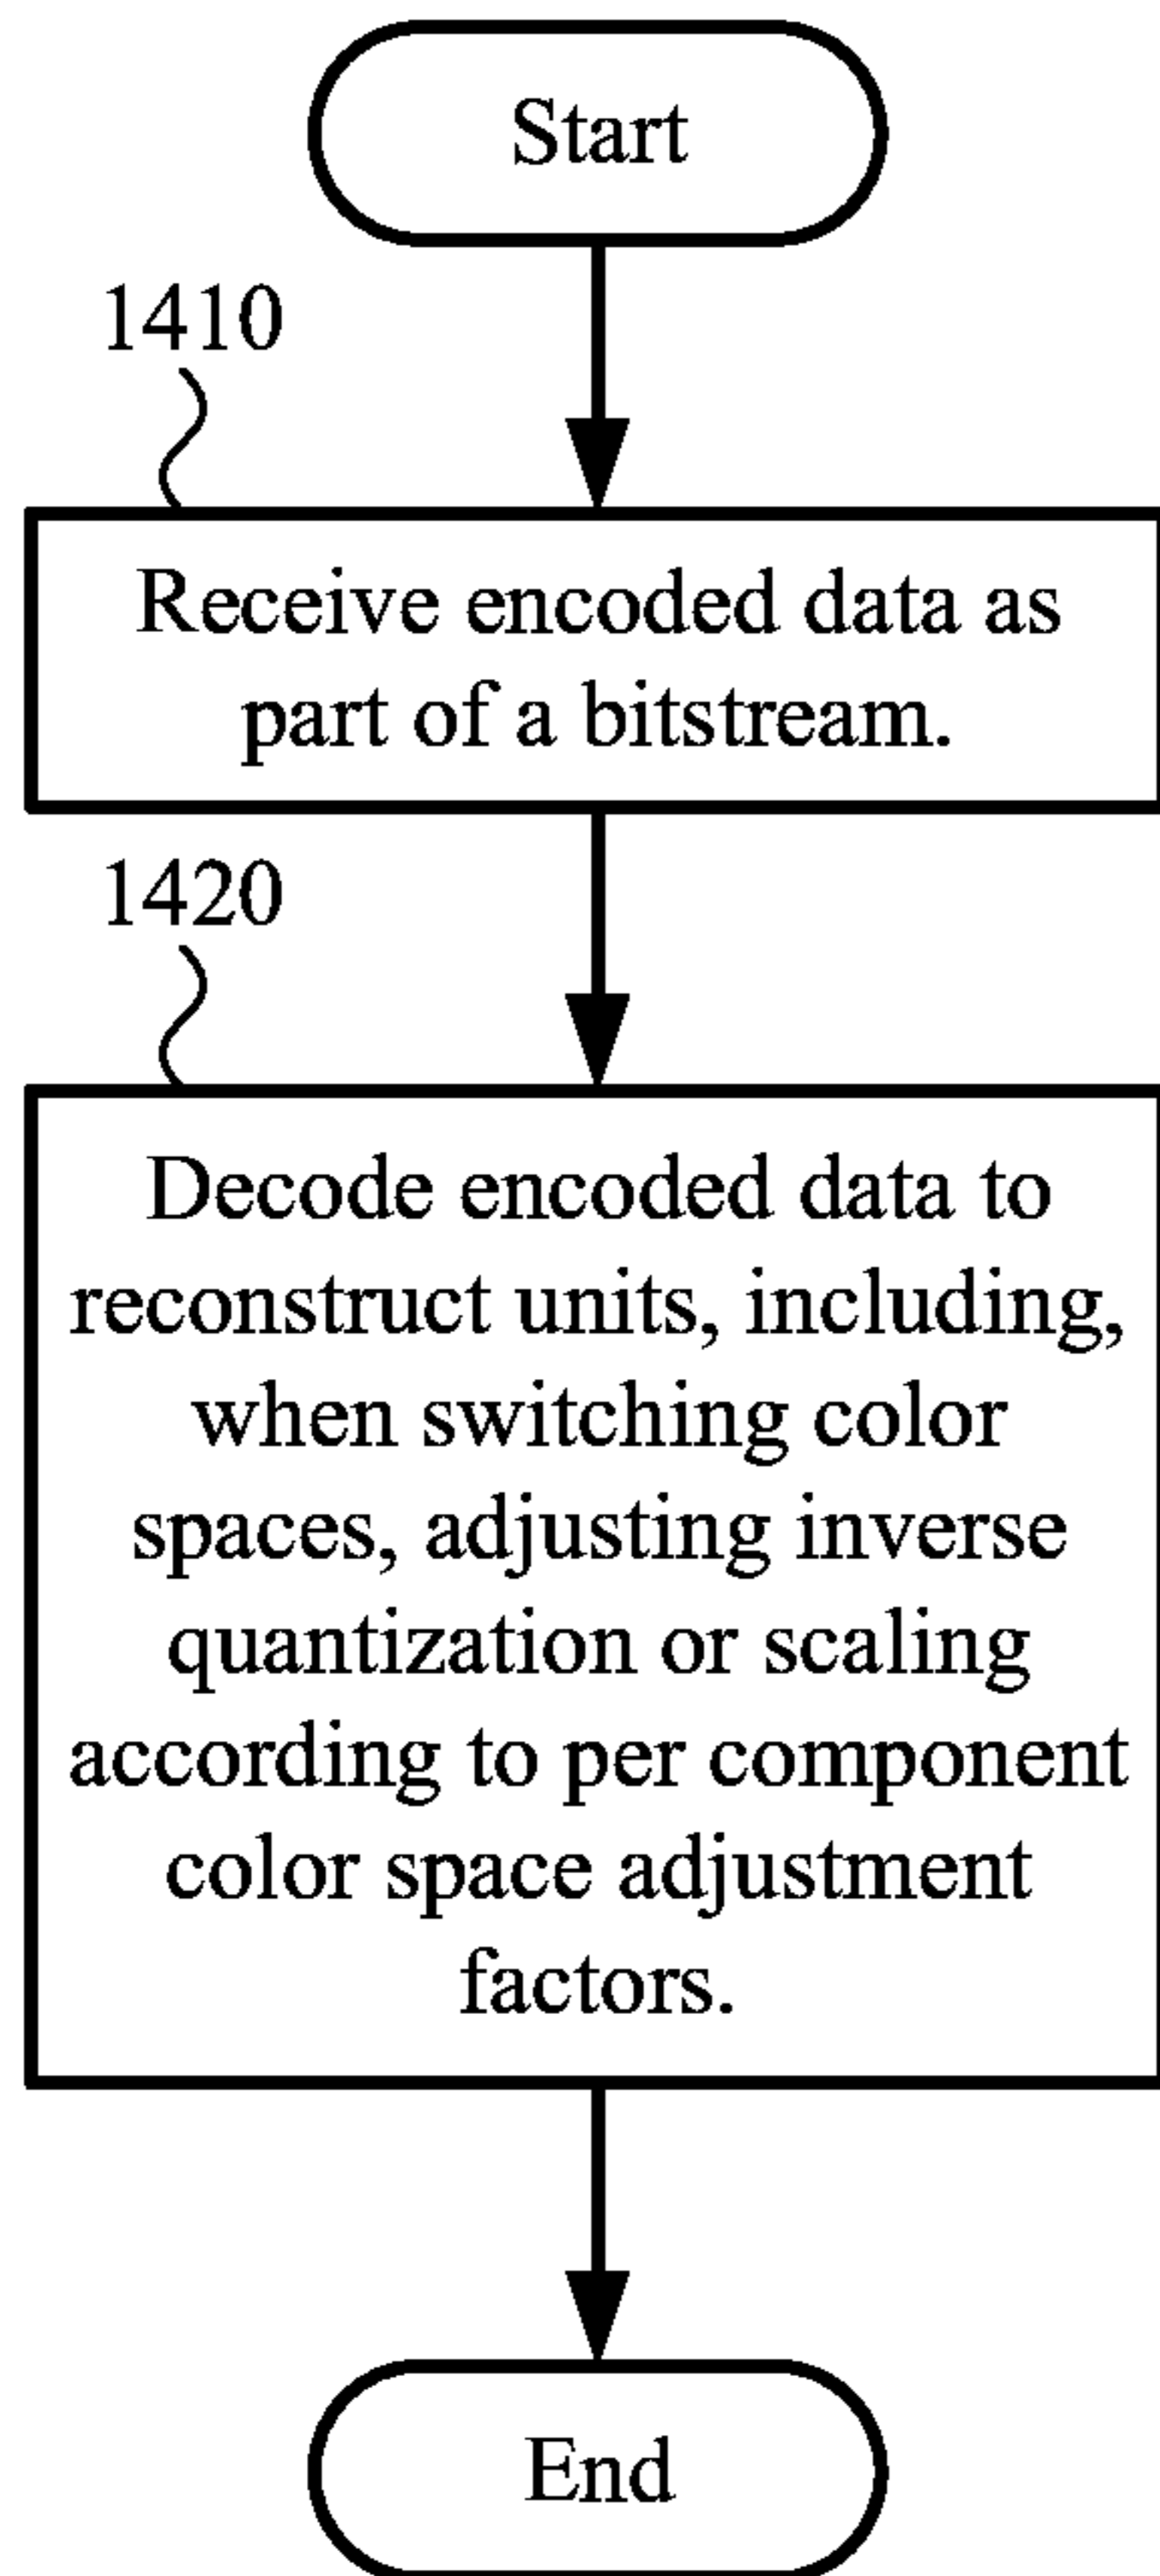 Start
1410
Receive encoded data as
part of a bitstream.
1420
Decode encoded data to
reconstruct units, including,
when switching color
spaces, adjusting inverse
quantization or scaling
according to per component
color space adjustment
factors.
End